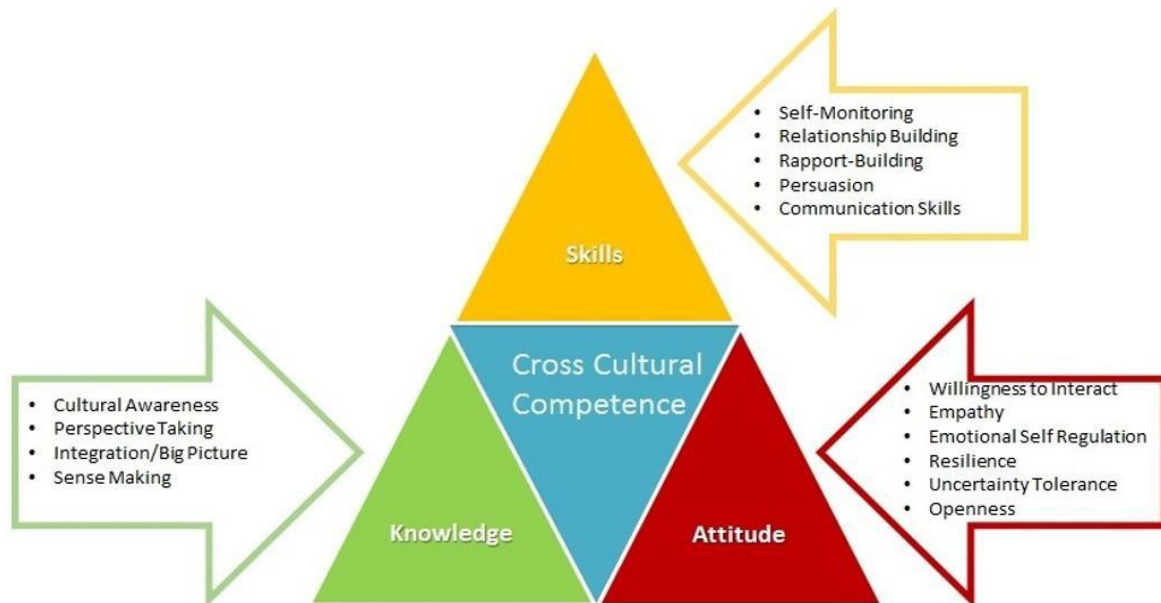 Self-Monitoring
Relationship Building
Rapport-Building
Persuasion
Communication Skills
Skills
Cross Cultural
Competence
Cultural Awareness
Perspective Taking
Integration/Big Picture
Sense Making
Knowledge
Attitude
Willingness to Interact
Empathy
Emotional Self Regulation
Resilience
Uncertainty Tolerance
Openness